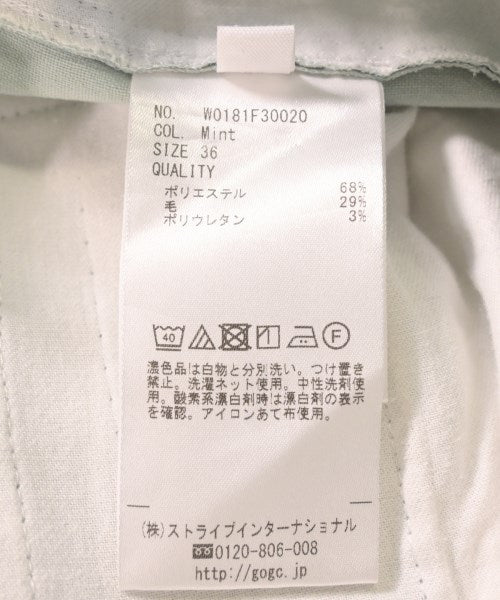 NO. W0181F30020
COL. Mint
SIZE 36
QUALITY
ポリエステル 68%
毛 29%
ポリウレタン 3%
40 F
濃色品は白物と分別洗い。つけ置き
禁止。洗濯ネット使用。中性洗剤使
用。酸素系漂白剤時は漂白剤の表示
を確認。アイロンあて布使用。
(株)ストライプインターナショナル
0120-806-008
http://gogc.jp